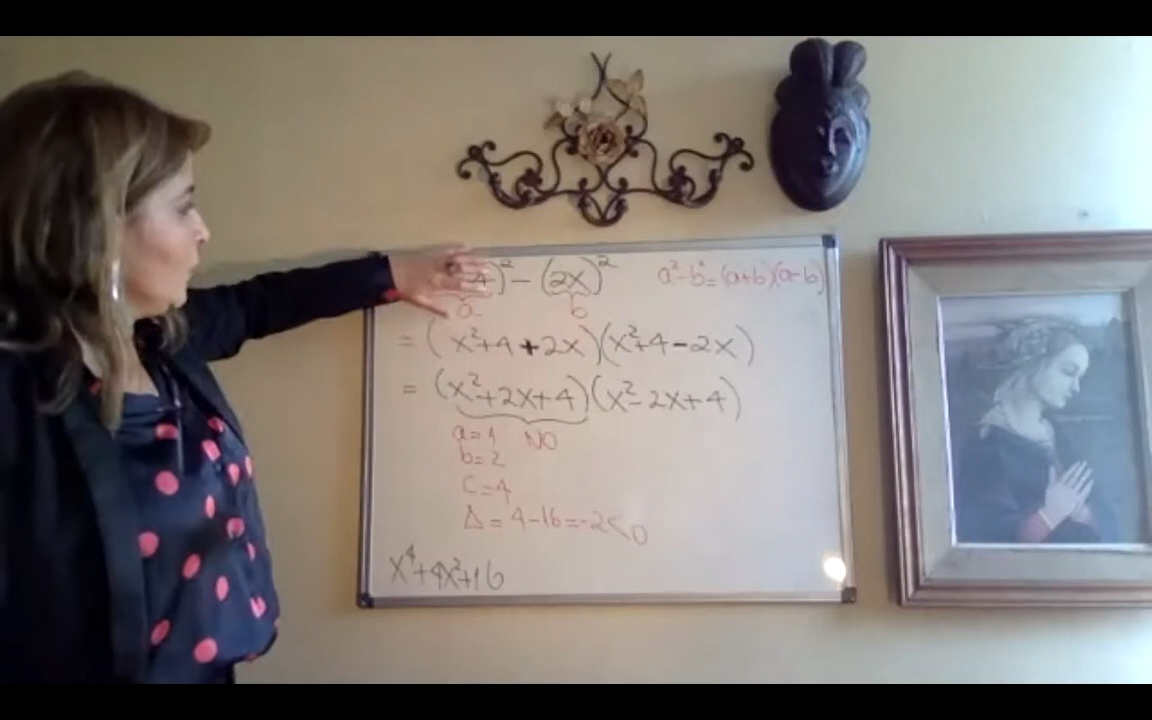 4)² - (2x)² a²-b²=(a+b)(a-b)
a b
= (x²+4+2x)(x²+4-2x)
= (x²+2x+4)(x²-2x+4)
a=1 NO
b=2
c=4
Δ=4-16=-2<0
x⁴+4x²+16